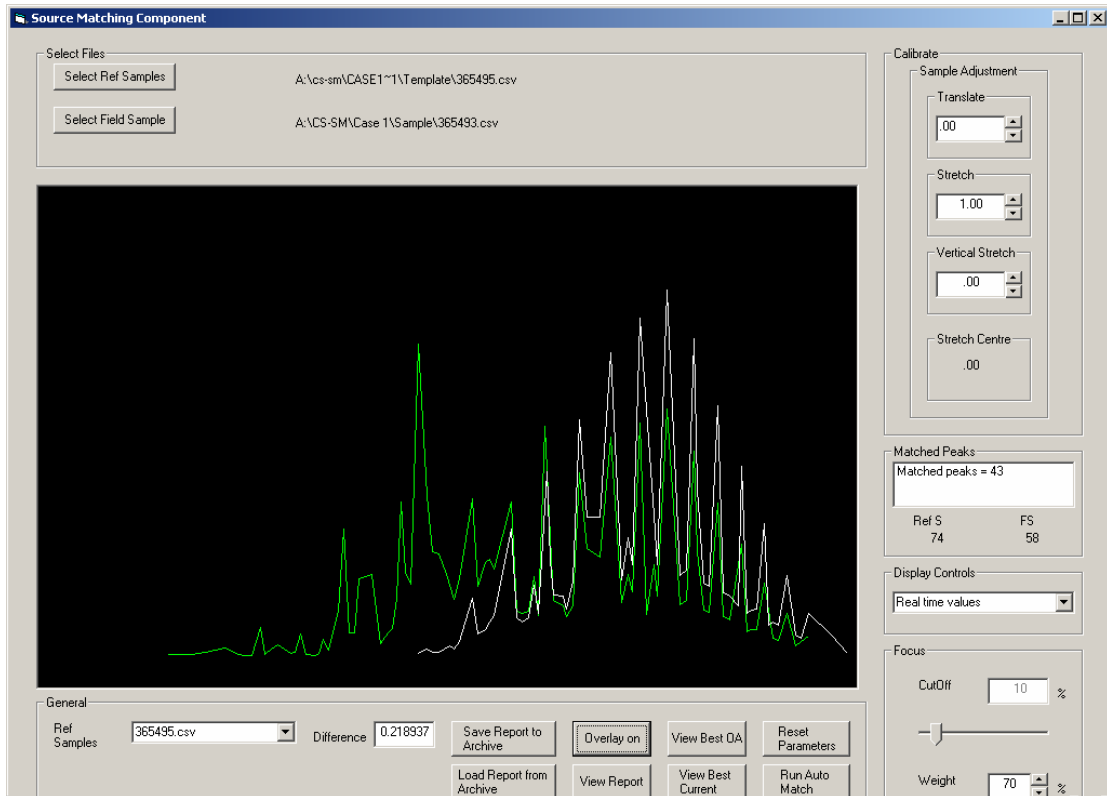 Source Matching Component
Select Files
Select Ref Samples
A:\cs-sm\CASE1~1\Template\365495.csv
Select Field Sample
A:\CS-SM\Case 1\Sample\365493.csv
Calibrate
Sample Adjustment
Translate
.00
Stretch
1.00
Vertical Stretch
.00
Stretch Centre
.00
Matched Peaks
Matched peaks = 43
Ref S FS
74 58
Display Controls
Real time values
Focus
CutOff 10 %
Weight 70 %
General
Ref
Samples
365495.csv
Difference 0.218937
Save Report to
Archive
Overlay on
View Best OA
Reset
Parameters
Load Report from
Archive
View Report
View Best
Current
Run Auto
Match